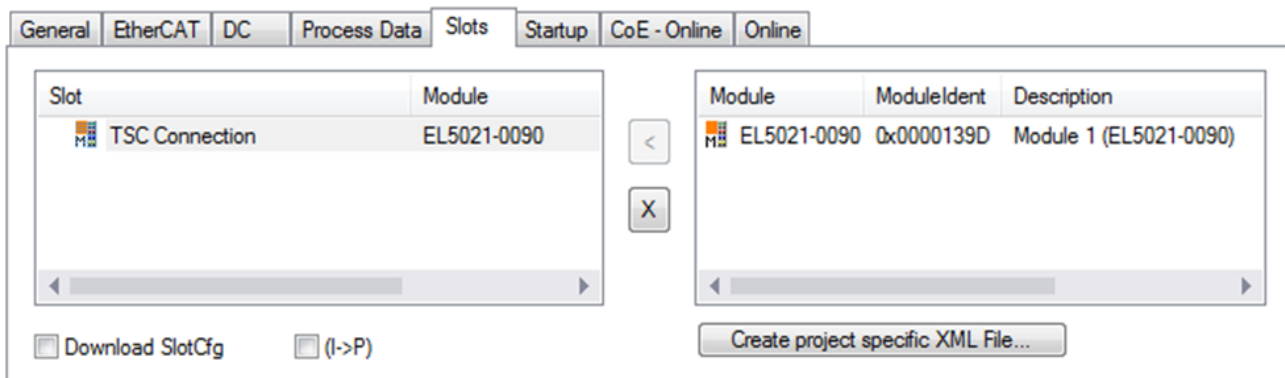 General EtherCAT DC Process Data Slots Startup CoE - Online Online
Slot Module
TSC Connection EL5021-0090
<
X
Module ModuleIdent Description
EL5021-0090 0x0000139D Module 1 (EL5021-0090)
Download SlotCfg (I->P)
Create project specific XML File...